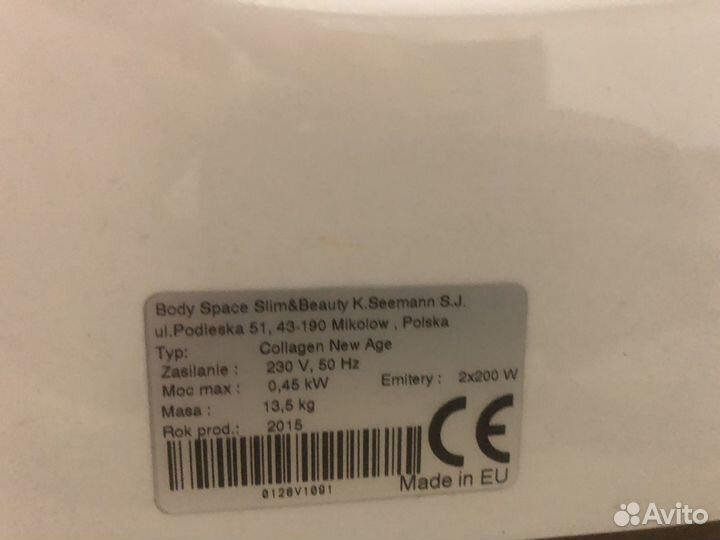 Body Space Slim&Beauty K.Seemann S.J.
ul.Podleska 51, 43-190 Mikolow , Polska
Typ: Collagen New Age
Zasilanie : 230 V, 50 Hz
Moc max : 0,45 kW Emitery : 2x200 W
Masa : 13,5 kg
Rok prod.: 2015
CE
0128V1091
Made in EU
Avito